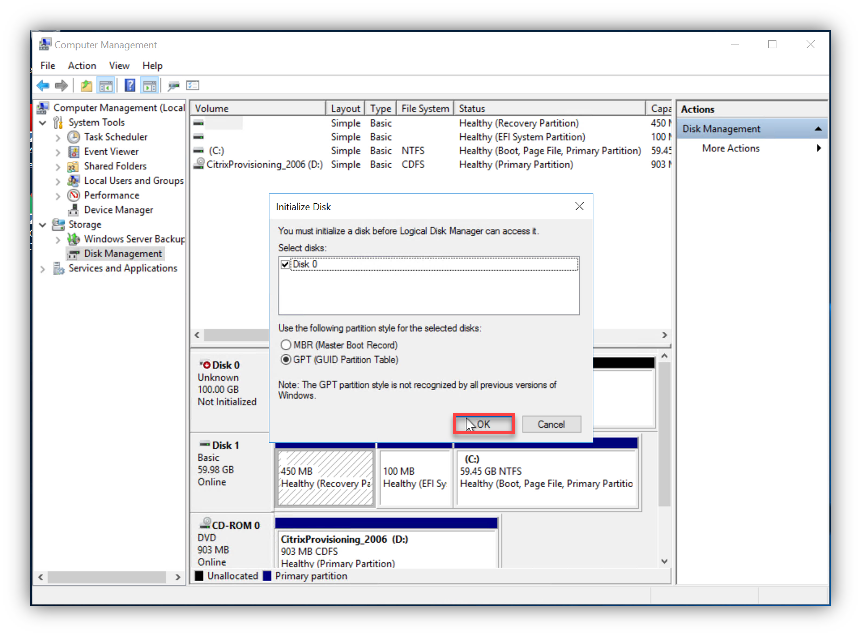 Computer Management
File Action View Help
Computer Management (Local
System Tools
Task Scheduler
Event Viewer
Shared Folders
Local Users and Groups
Performance
Device Manager
Storage
Windows Server Backup
Disk Management
Services and Applications
Volume Layout Type File System Status Capa
Simple Basic Healthy (Recovery Partition) 450 M
Simple Basic Healthy (EFI System Partition) 100 M
(C:) Simple Basic NTFS Healthy (Boot, Page File, Primary Partition) 59.45
CitrixProvisioning_2006 (D:) Simple Basic CDFS Healthy (Primary Partition) 903 M
Actions
Disk Management
More Actions
Initialize Disk
You must initialize a disk before Logical Disk Manager can access it.
Select disks:
Disk 0
Use the following partition style for the selected disks:
MBR (Master Boot Record)
GPT (GUID Partition Table)
Note: The GPT partition style is not recognized by all previous versions of
Windows.
OK Cancel
Disk 0
Unknown
100.00 GB
Not Initialized
Disk 1
Basic
59.98 GB
Online
450 MB
Healthy (Recovery Pa
100 MB
Healthy (EFI Sy
(C:)
59.45 GB NTFS
Healthy (Boot, Page File, Primary Partitio
CD-ROM 0
DVD
903 MB
Online
CitrixProvisioning_2006 (D:)
903 MB CDFS
Healthy (Primary Partition)
Unallocated Primary partition